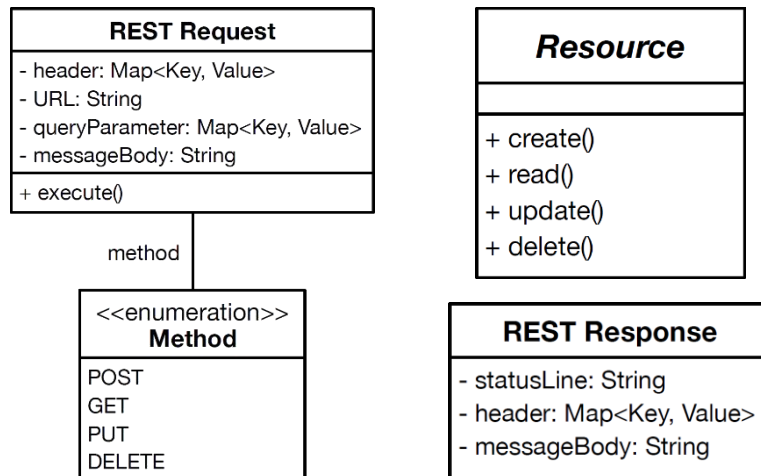 REST Request
- header: Map<Key, Value>
- URL: String
- queryParameter: Map<Key, Value>
- messageBody: String
+ execute()
method
<<enumeration>>
Method
POST
GET
PUT
DELETE
Resource
+ create()
+ read()
+ update()
+ delete()
REST Response
- statusLine: String
- header: Map<Key, Value>
- messageBody: String